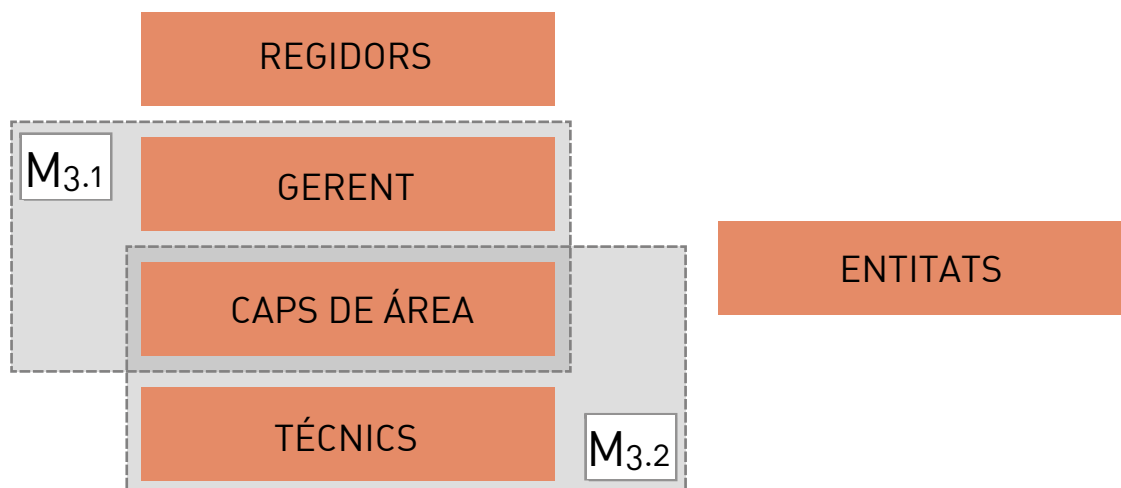 REGIDORS
M3.1
GERENT
ENTITATS
CAPS DE ÁREA
TÉCNICS
M3.2